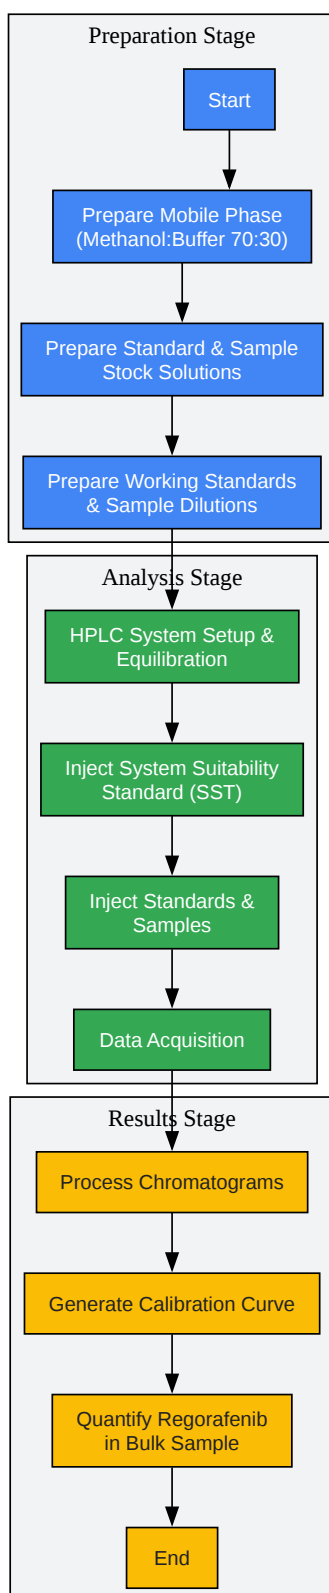 Preparation Stage
Start
Prepare Mobile Phase
(Methanol:Buffer 70:30)
Prepare Standard & Sample
Stock Solutions
Prepare Working Standards
& Sample Dilutions
Analysis Stage
HPLC System Setup &
Equilibration
Inject System Suitability
Standard (SST)
Inject Standards &
Samples
Data Acquisition
Results Stage
Process Chromatograms
Generate Calibration Curve
Quantify Regorafenib
in Bulk Sample
End